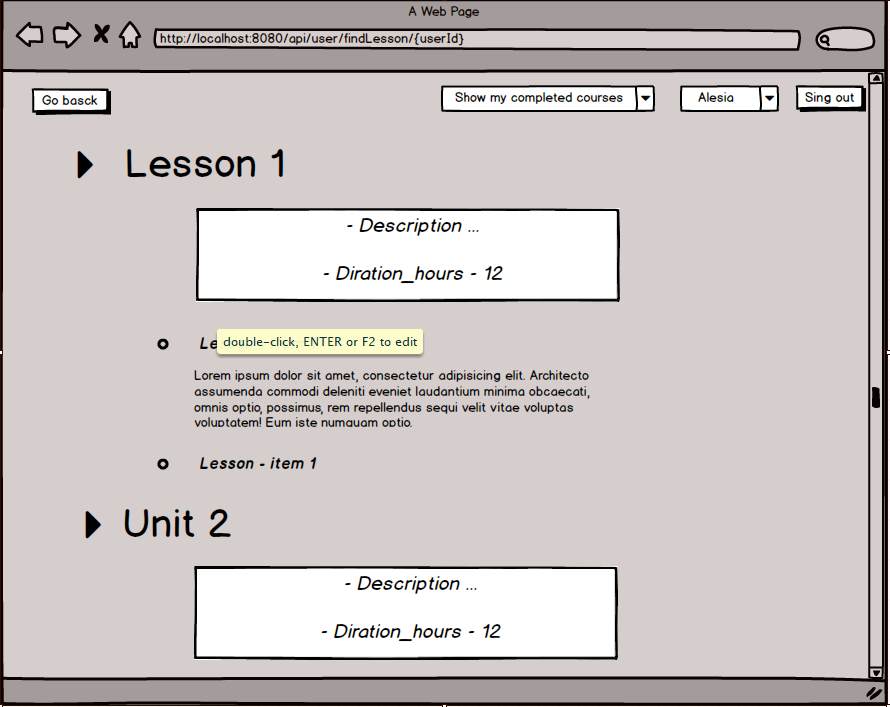 A Web Page
http://localhost:8080/api/user/findLesson/{userId}
Go basck
Show my completed courses
Alesia
Sing out
Lesson 1
- Description ...
- Diration_hours - 12
Le
double-click, ENTER or F2 to edit
Lorem ipsum dolor sit amet, consectetur adipisicing elit. Architecto
assumenda commodi deleniti eveniet laudantium minima obcaecati,
omnis optio, possimus, rem repellendus sequi velit vitae voluptas
voluptatem! Eum iste numquam optio.
Lesson - item 1
Unit 2
- Description ...
- Diration_hours - 12